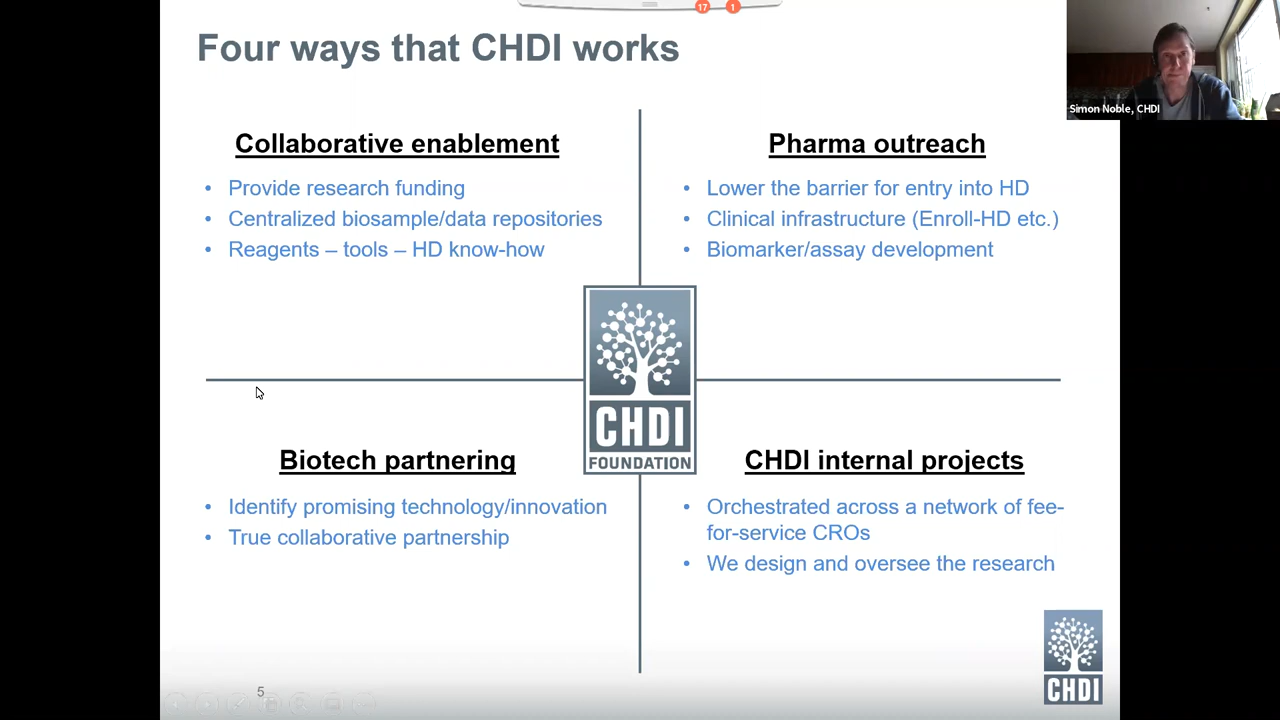 17
1
Four ways that CHDI works
Simon Noble, CHDI
Collaborative enablement
• Provide research funding
• Centralized biosample/data repositories
• Reagents – tools – HD know-how
Pharma outreach
• Lower the barrier for entry into HD
• Clinical infrastructure (Enroll-HD etc.)
• Biomarker/assay development
CHDI
FOUNDATION
Biotech partnering
• Identify promising technology/innovation
• True collaborative partnership
CHDI internal projects
• Orchestrated across a network of fee-
for-service CROs
• We design and oversee the research
CHDI
5